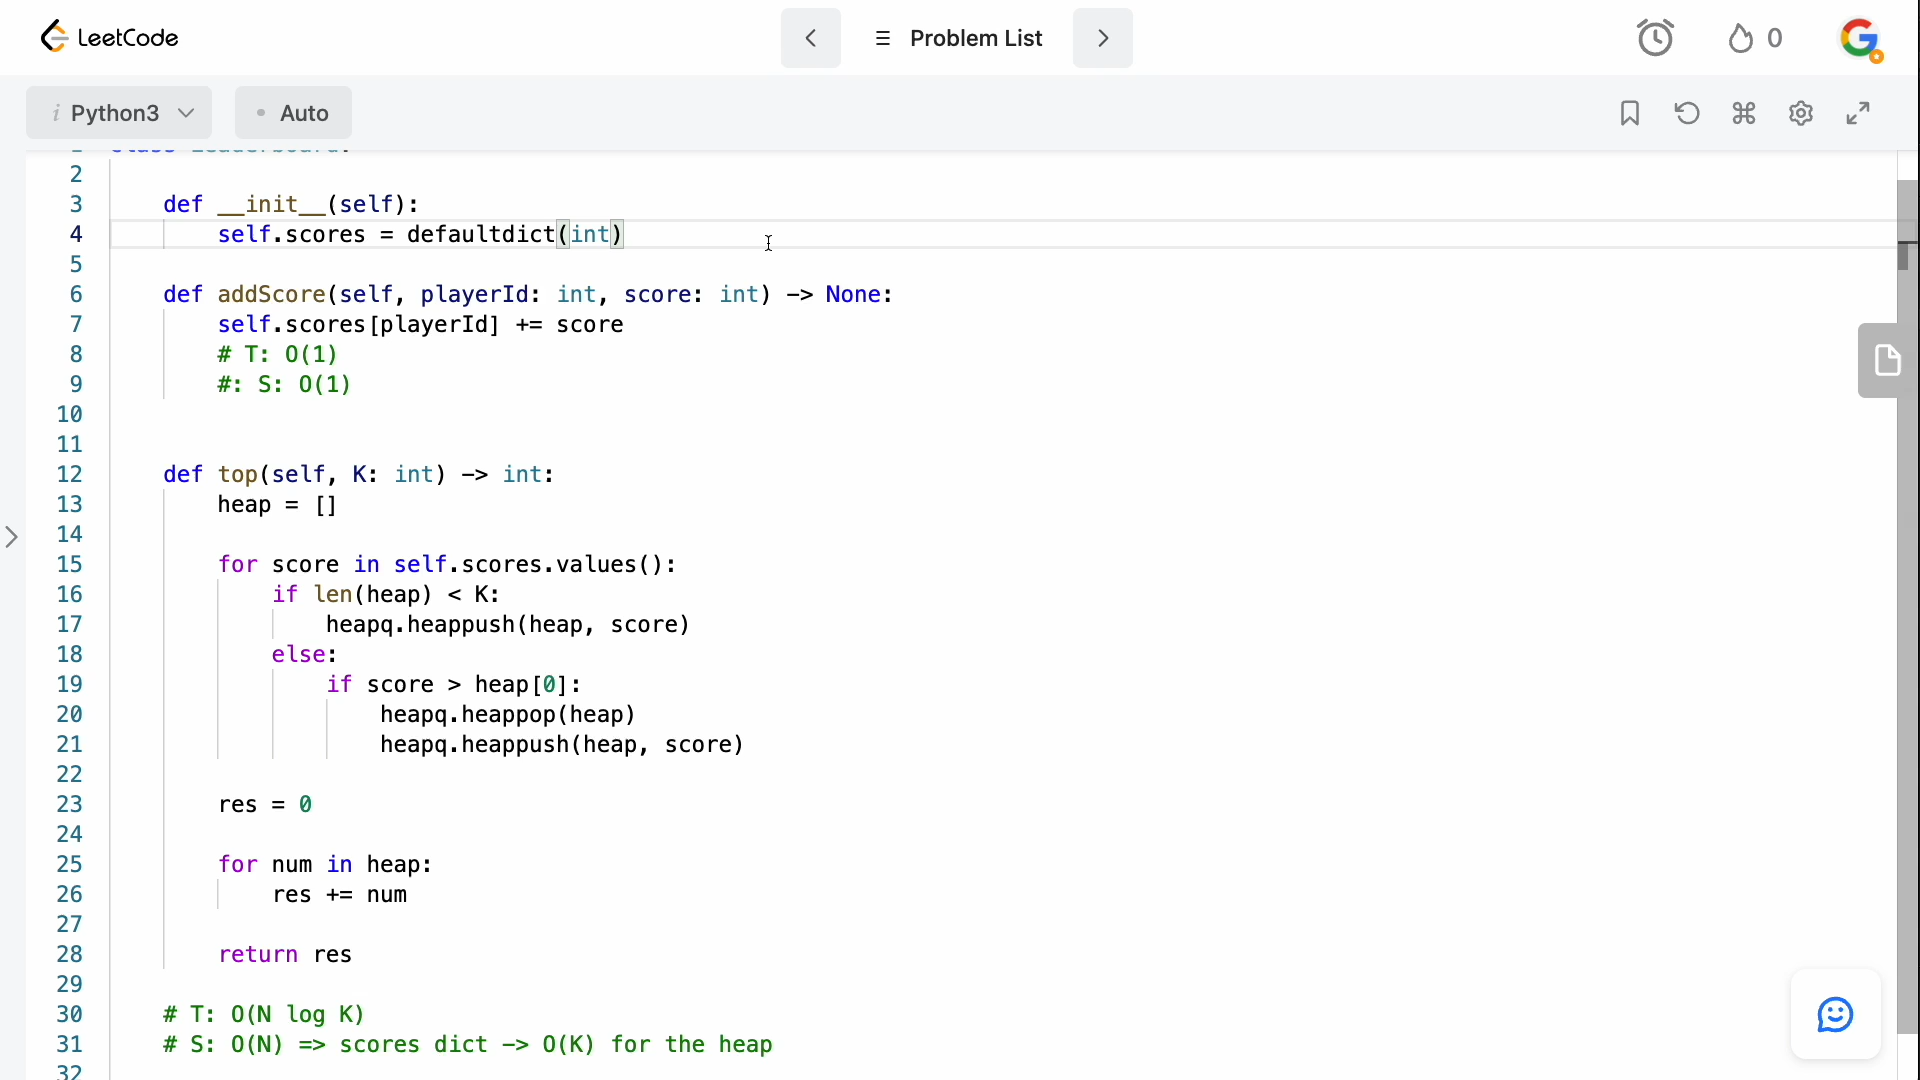 LeetCode
Problem List
0
i Python3
Auto
2
3 def __init__(self):
4 self.scores = defaultdict(int)
5
6 def addScore(self, playerId: int, score: int) -> None:
7 self.scores[playerId] += score
8 # T: O(1)
9 #: S: O(1)
10
11
12 def top(self, K: int) -> int:
13 heap = []
14
15 for score in self.scores.values():
16 if len(heap) < K:
17 heapq.heappush(heap, score)
18 else:
19 if score > heap[0]:
20 heapq.heappop(heap)
21 heapq.heappush(heap, score)
22
23 res = 0
24
25 for num in heap:
26 res += num
27
28 return res
29
30 # T: O(N log K)
31 # S: O(N) => scores dict -> O(K) for the heap
32